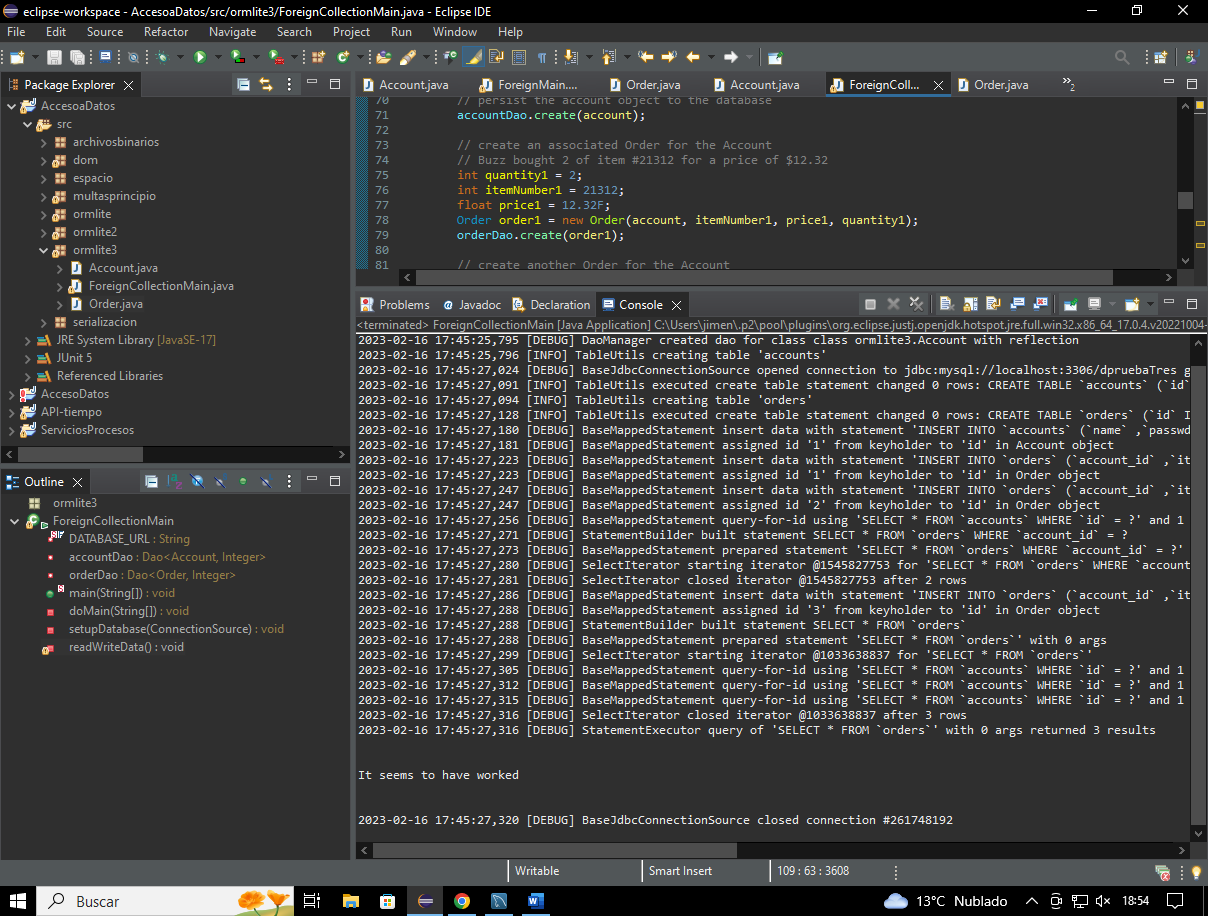 eclipse-workspace - AccesoaDatos/src/ormlite3/ForeignCollectionMain.java - Eclipse IDE
File Edit Source Refactor Navigate Search Project Run Window Help
Package Explorer
AccesoaDatos
src
archivosbinarios
dom
espacio
multasprincipio
ormlite
ormlite2
ormlite3
Account.java
ForeignCollectionMain.java
Order.java
serializacion
JRE System Library [JavaSE-17]
JUnit 5
Referenced Libraries
AccesoDatos
API-tiempo
ServiciosProcesos
Outline
ormlite3
ForeignCollectionMain
DATABASE_URL : String
accountDao : Dao<Account, Integer>
orderDao : Dao<Order, Integer>
main(String[]) : void
doMain(String[]) : void
setupDatabase(ConnectionSource) : void
readWriteData() : void
Account.java ForeignMain.... Order.java Account.java ForeignColl... Order.java »2
70 // persist the account object to the database
71 accountDao.create(account);
72
73 // create an associated Order for the Account
74 // Buzz bought 2 of item #21312 for a price of $12.32
75 int quantity1 = 2;
76 int itemNumber1 = 21312;
77 float price1 = 12.32F;
78 Order order1 = new Order(account, itemNumber1, price1, quantity1);
79 orderDao.create(order1);
80
81 // create another Order for the Account
Problems Javadoc Declaration Console
<terminated> ForeignCollectionMain [Java Application] C:\Users\jimen\.p2\pool\plugins\org.eclipse.justj.openjdk.hotspot.jre.full.win32.x86_64_17.0.4.v20221004-
2023-02-16 17:45:25,795 [DEBUG] DaoManager created dao for class class ormlite3.Account with reflection
2023-02-16 17:45:25,796 [INFO] TableUtils creating table 'accounts'
2023-02-16 17:45:27,024 [DEBUG] BaseJdbcConnectionSource opened connection to jdbc:mysql://localhost:3306/dpruebaTres g
2023-02-16 17:45:27,091 [INFO] TableUtils executed create table statement changed 0 rows: CREATE TABLE `accounts` (`id`
2023-02-16 17:45:27,094 [INFO] TableUtils creating table 'orders'
2023-02-16 17:45:27,128 [INFO] TableUtils executed create table statement changed 0 rows: CREATE TABLE `orders` (`id` I
2023-02-16 17:45:27,180 [DEBUG] BaseMappedStatement insert data with statement 'INSERT INTO `accounts` (`name` ,`passwd
2023-02-16 17:45:27,181 [DEBUG] BaseMappedStatement assigned id '1' from keyholder to 'id' in Account object
2023-02-16 17:45:27,223 [DEBUG] BaseMappedStatement insert data with statement 'INSERT INTO `orders` (`account_id` ,`it
2023-02-16 17:45:27,223 [DEBUG] BaseMappedStatement assigned id '1' from keyholder to 'id' in Order object
2023-02-16 17:45:27,247 [DEBUG] BaseMappedStatement insert data with statement 'INSERT INTO `orders` (`account_id` ,`it
2023-02-16 17:45:27,247 [DEBUG] BaseMappedStatement assigned id '2' from keyholder to 'id' in Order object
2023-02-16 17:45:27,256 [DEBUG] BaseMappedStatement query-for-id using 'SELECT * FROM `accounts` WHERE `id` = ?' and 1
2023-02-16 17:45:27,271 [DEBUG] StatementBuilder built statement SELECT * FROM `orders` WHERE `account_id` = ?
2023-02-16 17:45:27,273 [DEBUG] BaseMappedStatement prepared statement 'SELECT * FROM `orders` WHERE `account_id` = ?'
2023-02-16 17:45:27,280 [DEBUG] SelectIterator starting iterator @1545827753 for 'SELECT * FROM `orders` WHERE `account
2023-02-16 17:45:27,281 [DEBUG] SelectIterator closed iterator @1545827753 after 2 rows
2023-02-16 17:45:27,286 [DEBUG] BaseMappedStatement insert data with statement 'INSERT INTO `orders` (`account_id` ,`it
2023-02-16 17:45:27,288 [DEBUG] BaseMappedStatement assigned id '3' from keyholder to 'id' in Order object
2023-02-16 17:45:27,288 [DEBUG] StatementBuilder built statement SELECT * FROM `orders`
2023-02-16 17:45:27,288 [DEBUG] BaseMappedStatement prepared statement 'SELECT * FROM `orders`' with 0 args
2023-02-16 17:45:27,299 [DEBUG] SelectIterator starting iterator @1033638837 for 'SELECT * FROM `orders`'
2023-02-16 17:45:27,305 [DEBUG] BaseMappedStatement query-for-id using 'SELECT * FROM `accounts` WHERE `id` = ?' and 1
2023-02-16 17:45:27,312 [DEBUG] BaseMappedStatement query-for-id using 'SELECT * FROM `accounts` WHERE `id` = ?' and 1
2023-02-16 17:45:27,315 [DEBUG] BaseMappedStatement query-for-id using 'SELECT * FROM `accounts` WHERE `id` = ?' and 1
2023-02-16 17:45:27,316 [DEBUG] SelectIterator closed iterator @1033638837 after 3 rows
2023-02-16 17:45:27,316 [DEBUG] StatementExecutor query of 'SELECT * FROM `orders`' with 0 args returned 3 results
It seems to have worked
2023-02-16 17:45:27,320 [DEBUG] BaseJdbcConnectionSource closed connection #261748192
Writable Smart Insert 109 : 63 : 3608
Buscar 13°C Nublado 18:54